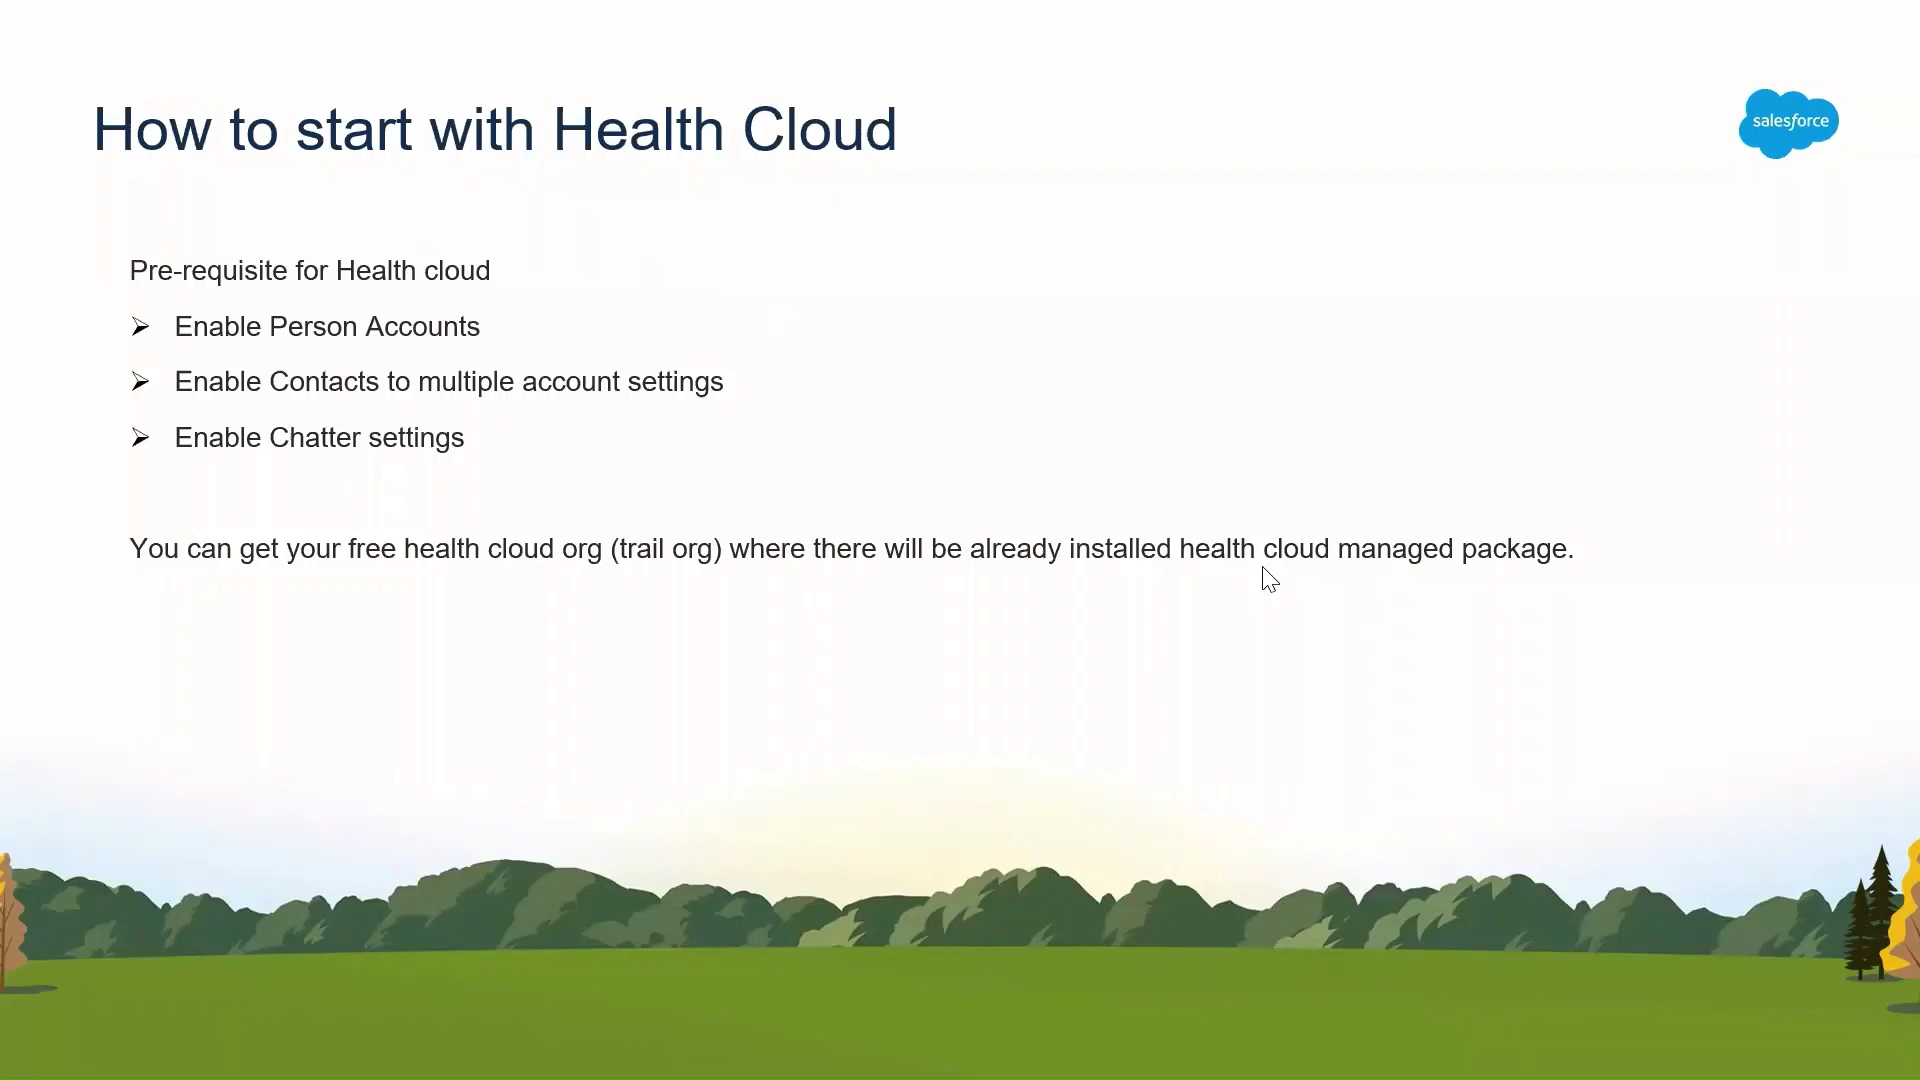 How to start with Health Cloud
salesforce
Pre-requisite for Health cloud
Enable Person Accounts
Enable Contacts to multiple account settings
Enable Chatter settings
You can get your free health cloud org (trail org) where there will be already installed health cloud managed package.